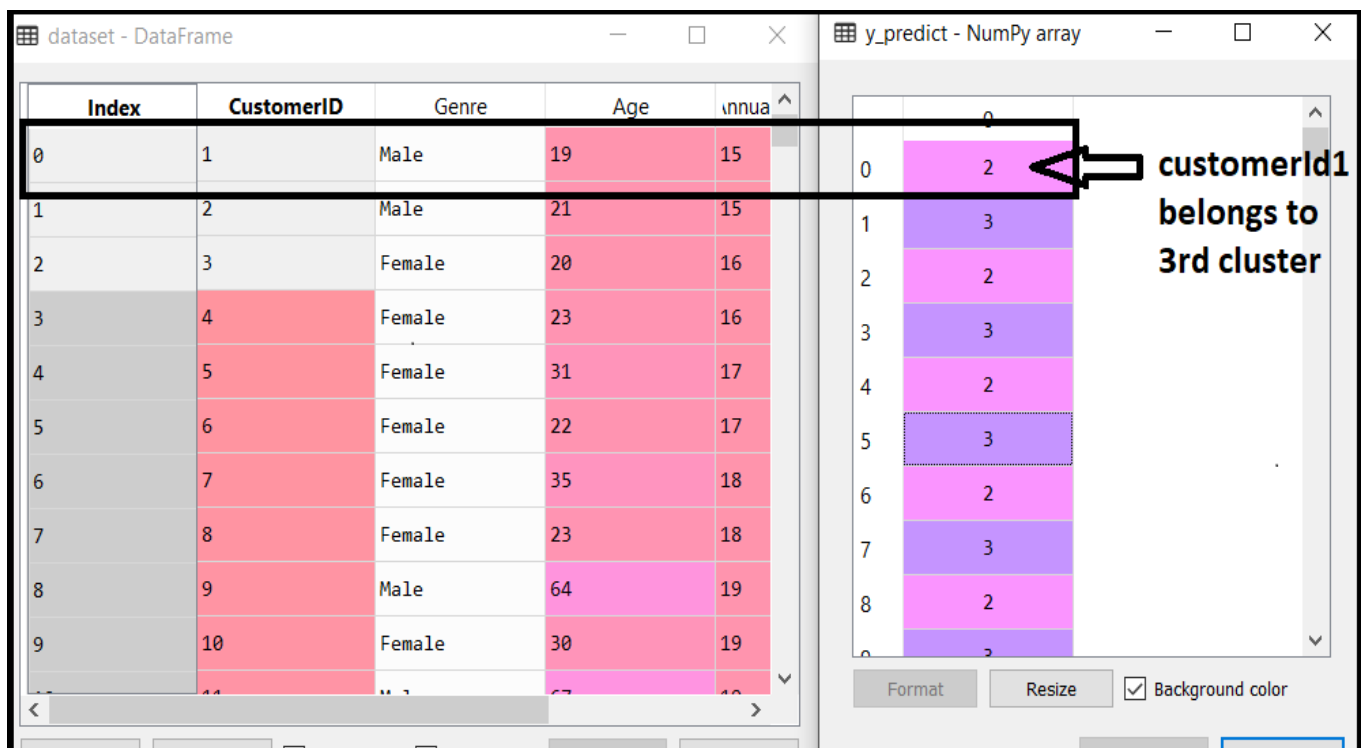 dataset - DataFrame
Index CustomerID Genre Age Annua
0 1 Male 19 15
1 2 Male 21 15
2 3 Female 20 16
3 4 Female 23 16
4 5 Female 31 17
5 6 Female 22 17
6 7 Female 35 18
7 8 Female 23 18
8 9 Male 64 19
9 10 Female 30 19
y_predict - NumPy array
0
0 2
1 3
2 2
3 3
4 2
5 3
6 2
7 3
8 2
9 3
Format Resize Background color
customerId1
belongs to
3rd cluster